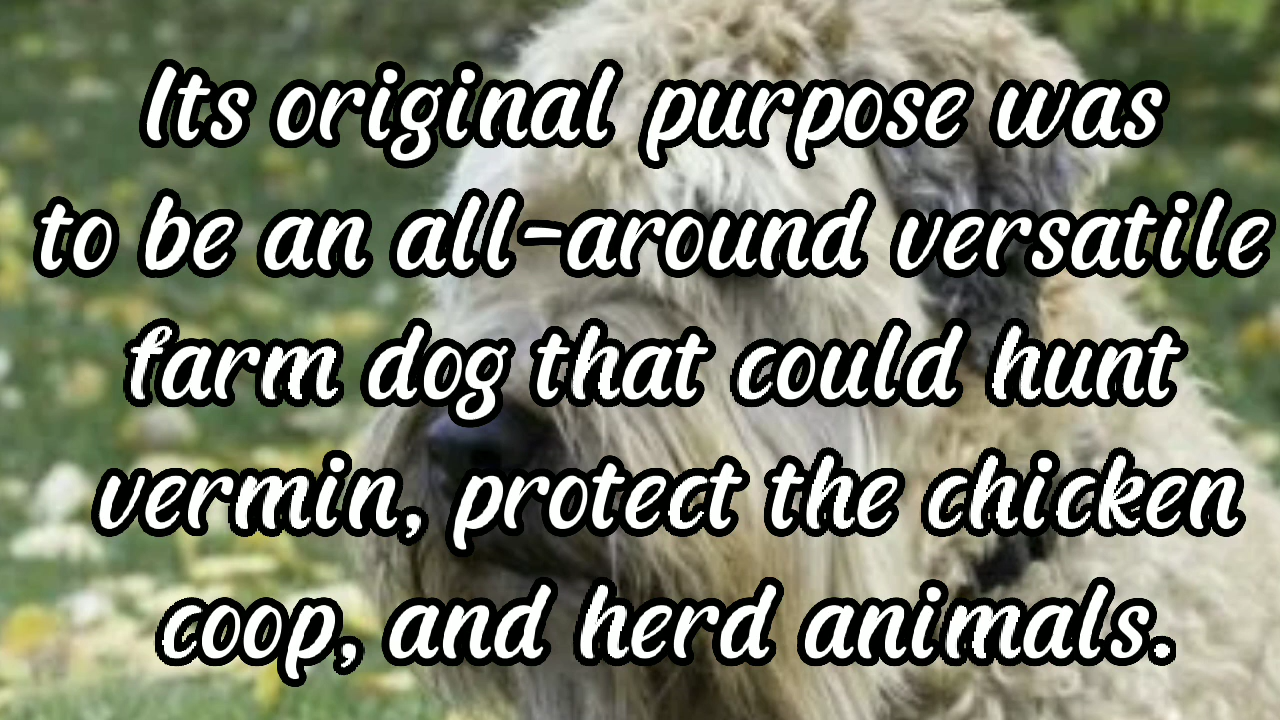 Its original purpose was
to be an all-around versatile
farm dog that could hunt
vermin, protect the chicken
coop, and herd animals.